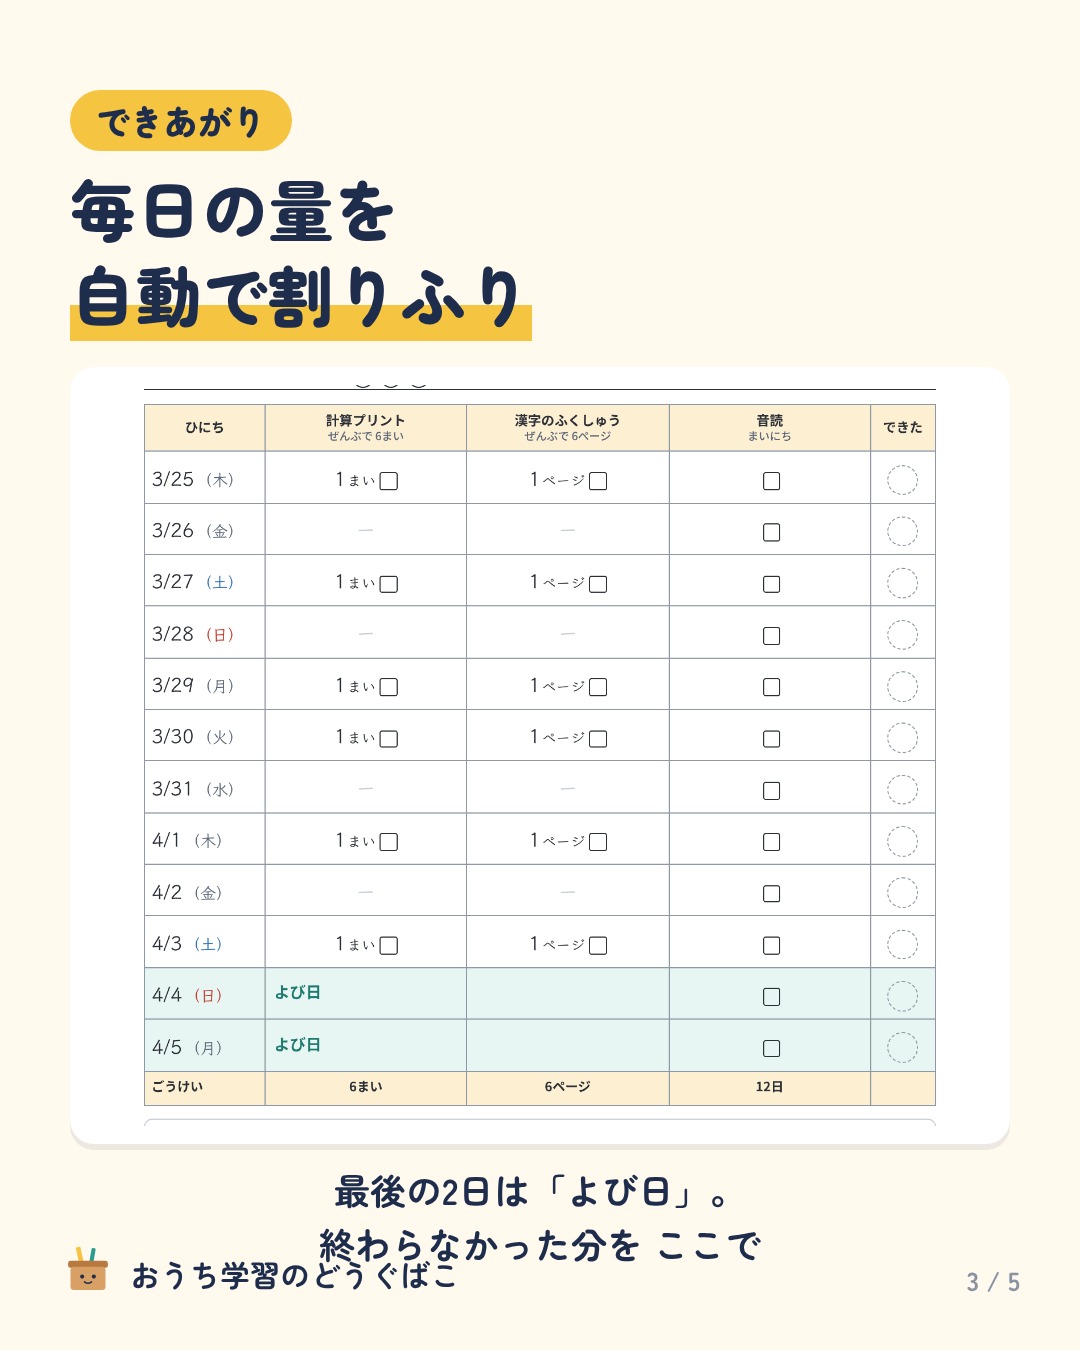 できあがり
毎日の量を
自動で割りふり
ひにち 計算プリント 漢字のふくしゅう 音読 できた
ぜんぶで 6まい ぜんぶで 6ページ まいにち
3/25 (木) 1 まい 1 ページ
3/26 (金) — —
3/27 (土) 1 まい 1 ページ
3/28 (日) — —
3/29 (月) 1 まい 1 ページ
3/30 (火) 1 まい 1 ページ
3/31 (水) — —
4/1 (木) 1 まい 1 ページ
4/2 (金) — —
4/3 (土) 1 まい 1 ページ
4/4 (日) よび日
4/5 (月) よび日
ごうけい 6まい 6ページ 12日
最後の2日は「よび日」。
終わらなかった分を ここで
おうち学習のどうぐばこ
3 / 5